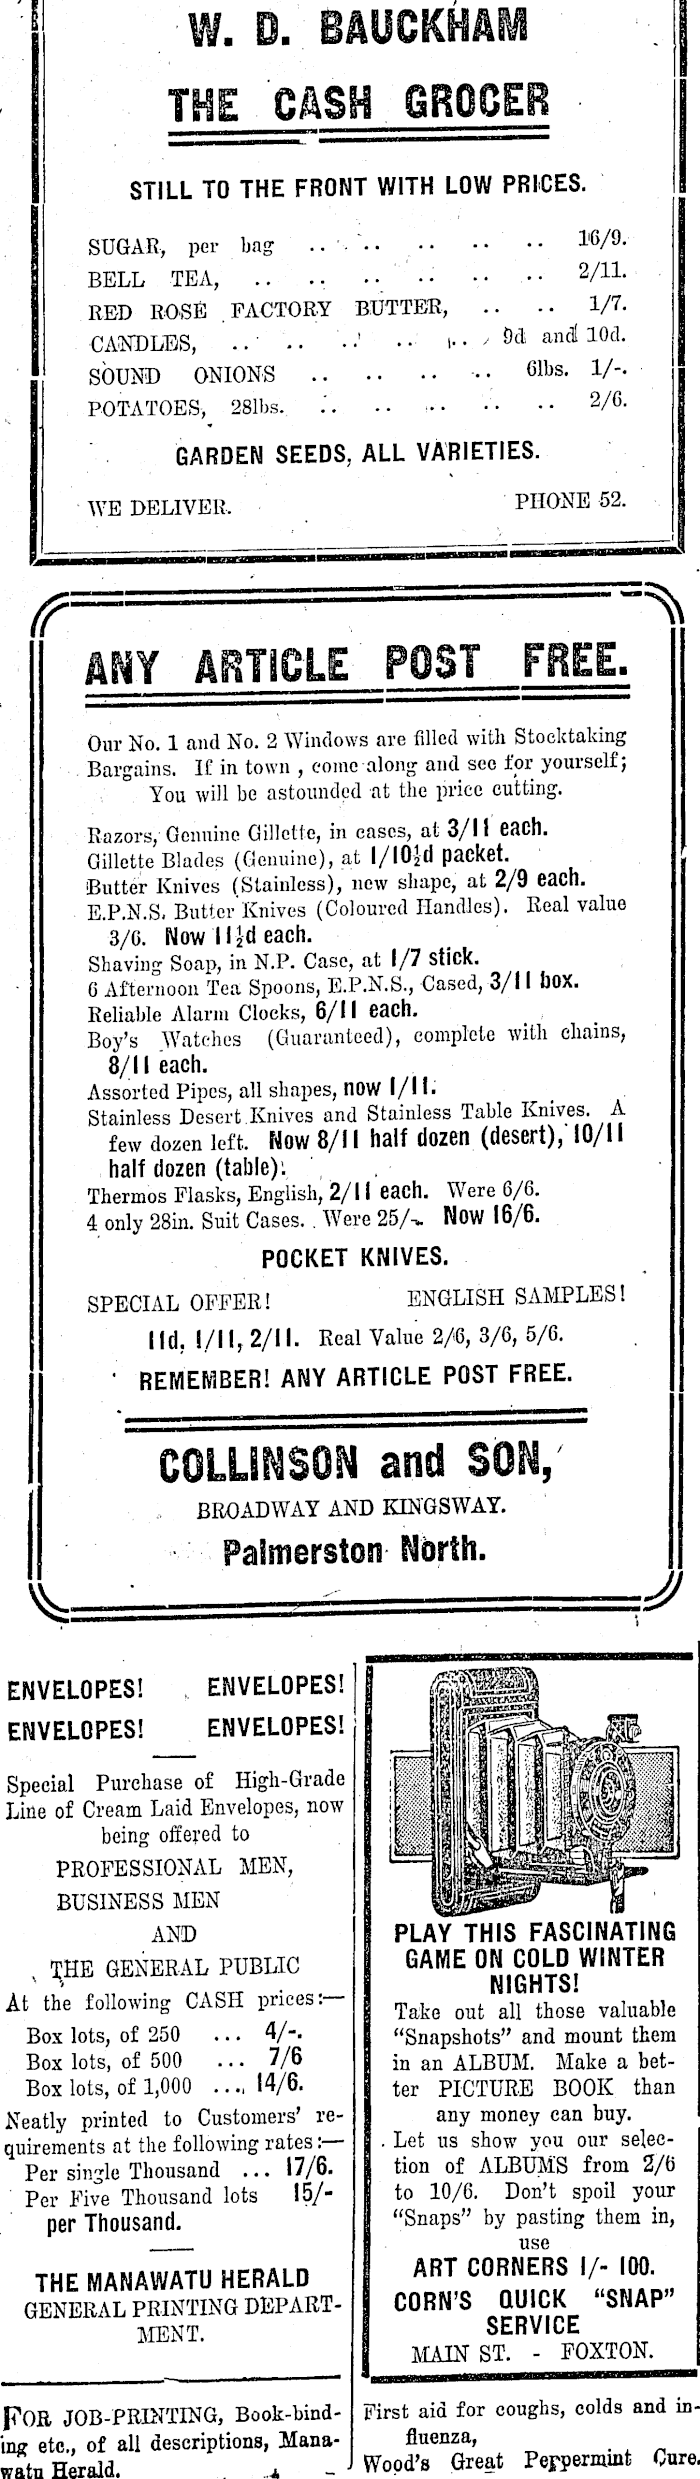 W. D. BAUCKHAM
THE CASH GROCER
STILL TO THE FRONT WITH LOW PRICES.
SUGAR, per bag .. .. .. .. .. 16/9.
BELL TEA, .. .. .. .. .. .. 2/11.
RED ROSE FACTORY BUTTER, .. .. 1/7.
CANDLES, .. .. .. .. .. 9d and 10d.
SOUND ONIONS .. .. .. .. 6lbs. 1/-.
POTATOES, 28lbs. .. .. .. .. .. 2/6.
GARDEN SEEDS, ALL VARIETIES.
WE DELIVER. PHONE 52.
ANY ARTICLE POST FREE.
Our No. 1 and No. 2 Windows are filled with Stocktaking
Bargains. If in town , come along and see for yourself;
You will be astounded at the price cutting.
Razors, Genuine Gillette, in cases, at 3/11 each.
Gillette Blades (Genuine), at 1/10½d packet.
Butter Knives (Stainless), new shape, at 2/9 each.
E.P.N.S. Butter Knives (Coloured Handles). Real value
3/6. Now 11½d each.
Shaving Soap, in N.P. Case, at 1/7 stick.
6 Afternoon Tea Spoons, E.P.N.S., Cased, 3/11 box.
Reliable Alarm Clocks, 6/11 each.
Boy's Watches (Guaranteed), complete with chains,
8/11 each.
Assorted Pipes, all shapes, now 1/11.
Stainless Desert Knives and Stainless Table Knives. A
few dozen left. Now 8/11 half dozen (desert), 10/11
half dozen (table).
Thermos Flasks, English, 2/11 each. Were 6/6.
4 only 28in. Suit Cases. Were 25/-. Now 16/6.
POCKET KNIVES.
SPECIAL OFFER! ENGLISH SAMPLES!
11d, 1/11, 2/11. Real Value 2/6, 3/6, 5/6.
REMEMBER! ANY ARTICLE POST FREE.
COLLINSON and SON,
BROADWAY AND KINGSWAY.
Palmerston North.
ENVELOPES! ENVELOPES!
ENVELOPES! ENVELOPES!
Special Purchase of High-Grade
Line of Cream Laid Envelopes, now
being offered to
PROFESSIONAL MEN,
BUSINESS MEN
AND
THE GENERAL PUBLIC
At the following CASH prices:—
Box lots, of 250 ... 4/-.
Box lots, of 500 ... 7/6
Box lots, of 1,000 .... 14/6.
Neatly printed to Customers' re-
quirements at the following rates:—
Per single Thousand ... 17/6.
Per Five Thousand lots 15/-
per Thousand.
THE MANAWATU HERALD
GENERAL PRINTING DEPART-
MENT.
FOR JOB-PRINTING, Book-bind-
ing etc., of all descriptions, Mana-
watu Herald.
PLAY THIS FASCINATING
GAME ON COLD WINTER
NIGHTS!
Take out all those valuable
"Snapshots" and mount them
in an ALBUM. Make a bet-
ter PICTURE BOOK than
any money can buy.
Let us show you our selec-
tion of ALBUMS from 2/6
to 10/6. Don't spoil your
"Snaps" by pasting them in,
use
ART CORNERS 1/- 100.
CORN'S QUICK "SNAP"
SERVICE
MAIN ST. - FOXTON.
First aid for coughs, colds and in-
fluenza,
Wood's Great Peppermint Cure.